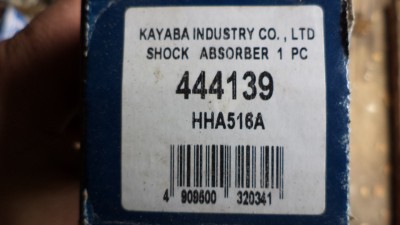 KAYABA INDUSTRY CO., LTD
SHOCK ABSORBER 1 PC
444139
HHA516A
4 909500 320341